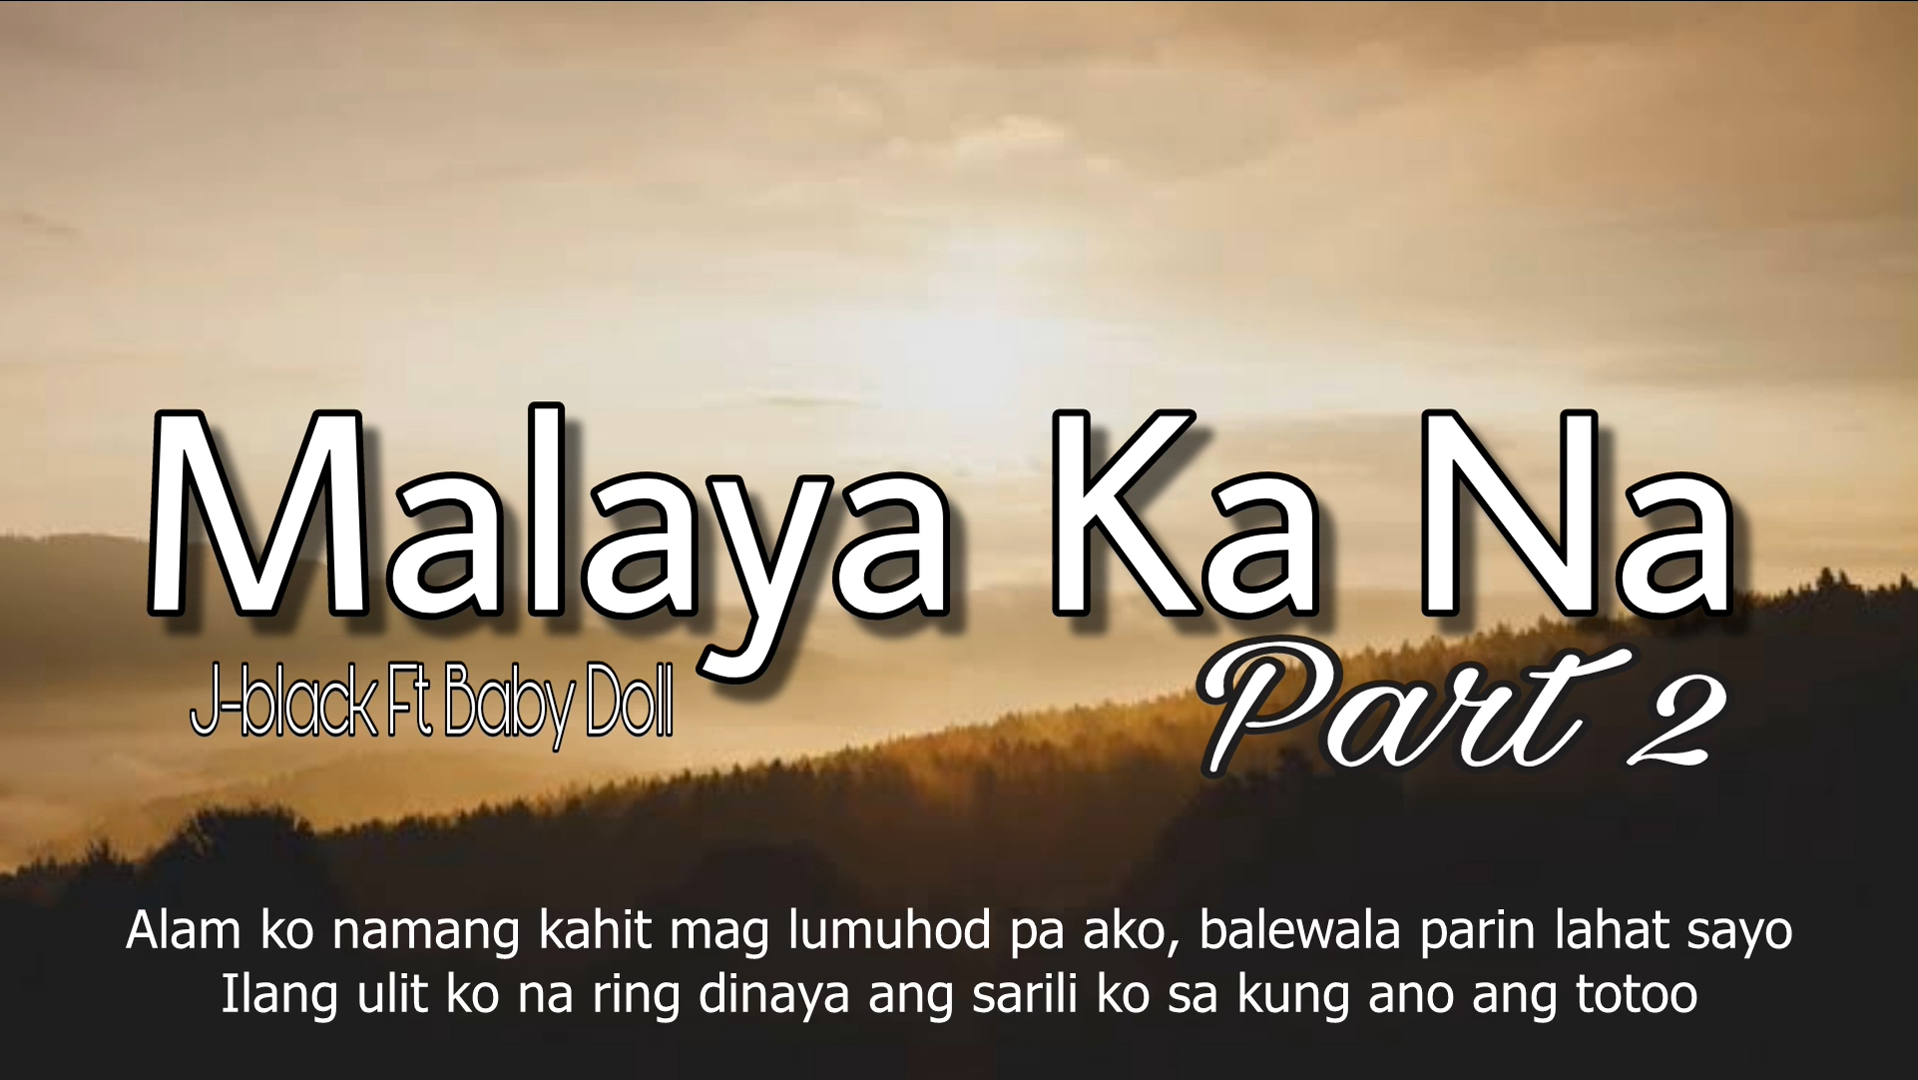 Malaya Ka Na
J-black Ft Baby Doll
Part 2
Alam ko namang kahit mag lumuhod pa ako, balewala parin lahat sayo
Ilang ulit ko na ring dinaya ang sarili ko sa kung ano ang totoo